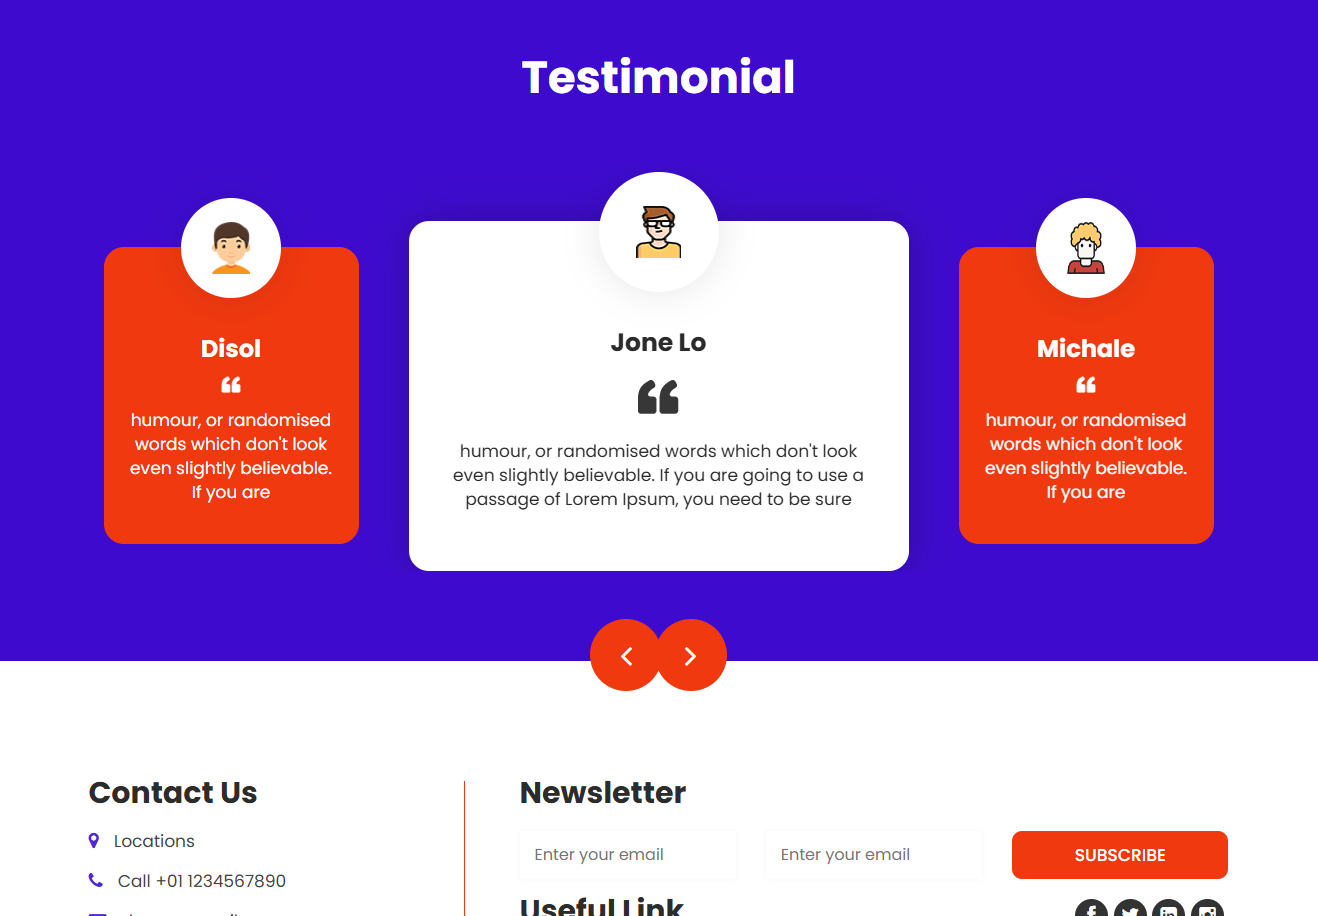 Testimonial
Disol
humour, or randomised
words which don't look
even slightly believable.
If you are
Jone Lo
humour, or randomised words which don't look
even slightly believable. If you are going to use a
passage of Lorem Ipsum, you need to be sure
Michale
humour, or randomised
words which don't look
even slightly believable.
If you are
Contact Us
Locations
Call +01 1234567890
Newsletter
Enter your email
Enter your email
SUBSCRIBE
Useful Link